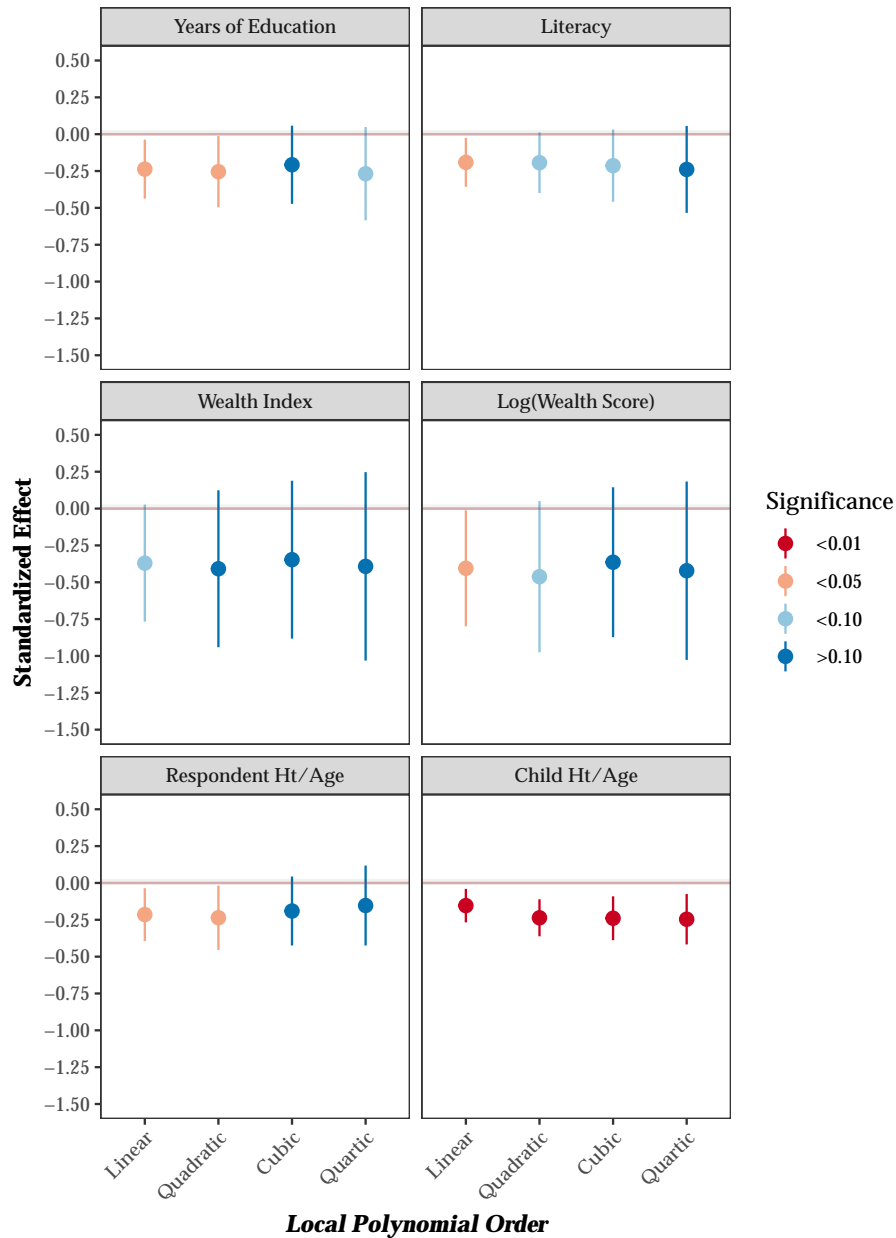 Years of Education
Literacy
0.50
0.25
0.00
−0.25
−0.50
−0.75
−1.00
−1.25
−1.50
Wealth Index
Log(Wealth Score)
0.50
0.25
0.00
−0.25
−0.50
−0.75
−1.00
−1.25
−1.50
Standardized Effect
Respondent Ht/Age
Child Ht/Age
0.50
0.25
0.00
−0.25
−0.50
−0.75
−1.00
−1.25
−1.50
Linear
Quadratic
Cubic
Quartic
Linear
Quadratic
Cubic
Quartic
Local Polynomial Order
Significance
<0.01
<0.05
<0.10
>0.10